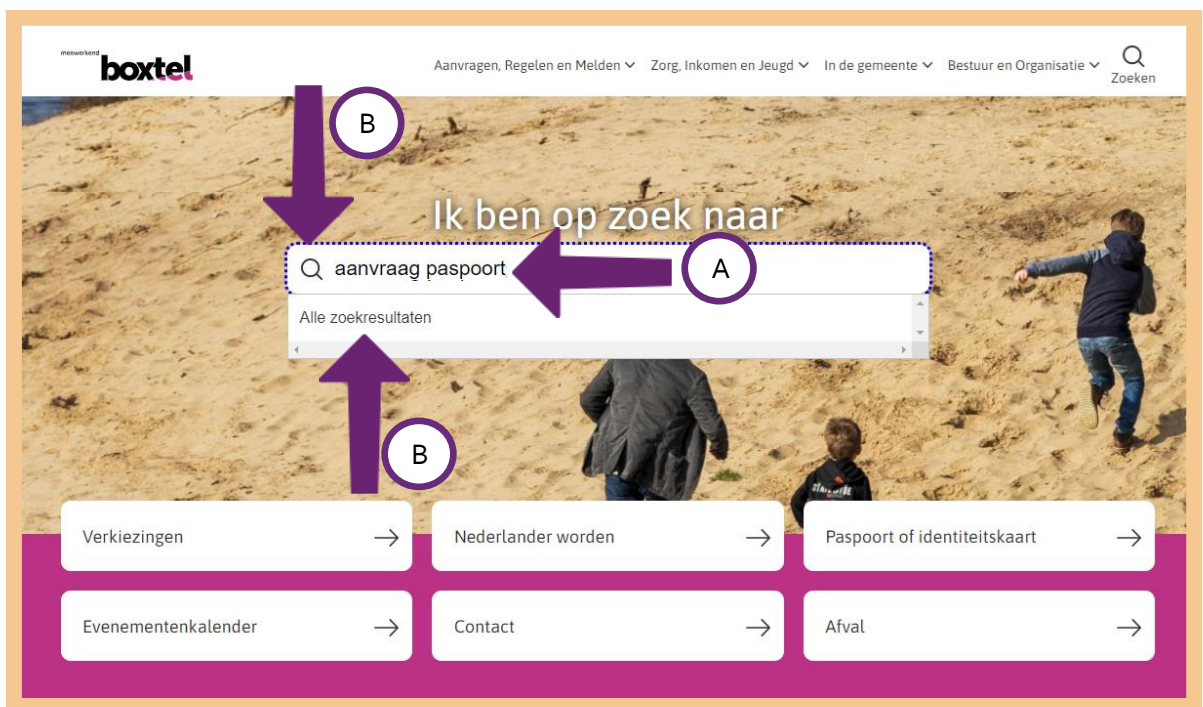 meewerkend
boxtel
Aanvragen, Regelen en Melden
Zorg, Inkomen en Jeugd
In de gemeente
Bestuur en Organisatie
Zoeken
B
Ik ben op zoek naar
aanvraag paspoort
A
Alle zoekresultaten
B
Verkiezingen
Nederlander worden
Paspoort of identiteitskaart
Evenementenkalender
Contact
Afval